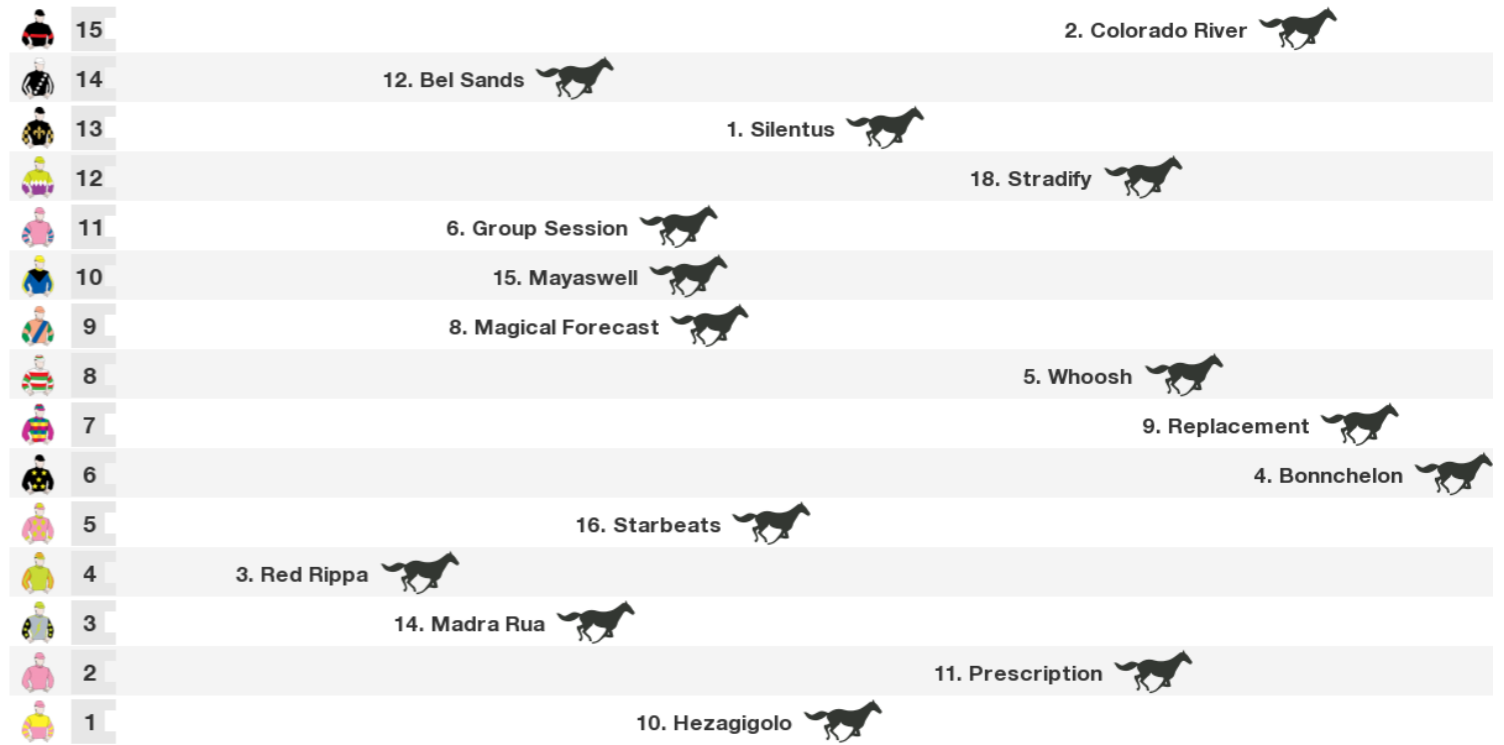 15 2. Colorado River
14 12. Bel Sands
13 1. Silentus
12 18. Stradify
11 6. Group Session
10 15. Mayaswell
9 8. Magical Forecast
8 5. Whoosh
7 9. Replacement
6 4. Bonnchelon
5 16. Starbeats
4 3. Red Rippa
3 14. Madra Rua
2 11. Prescription
1 10. Hezagigolo